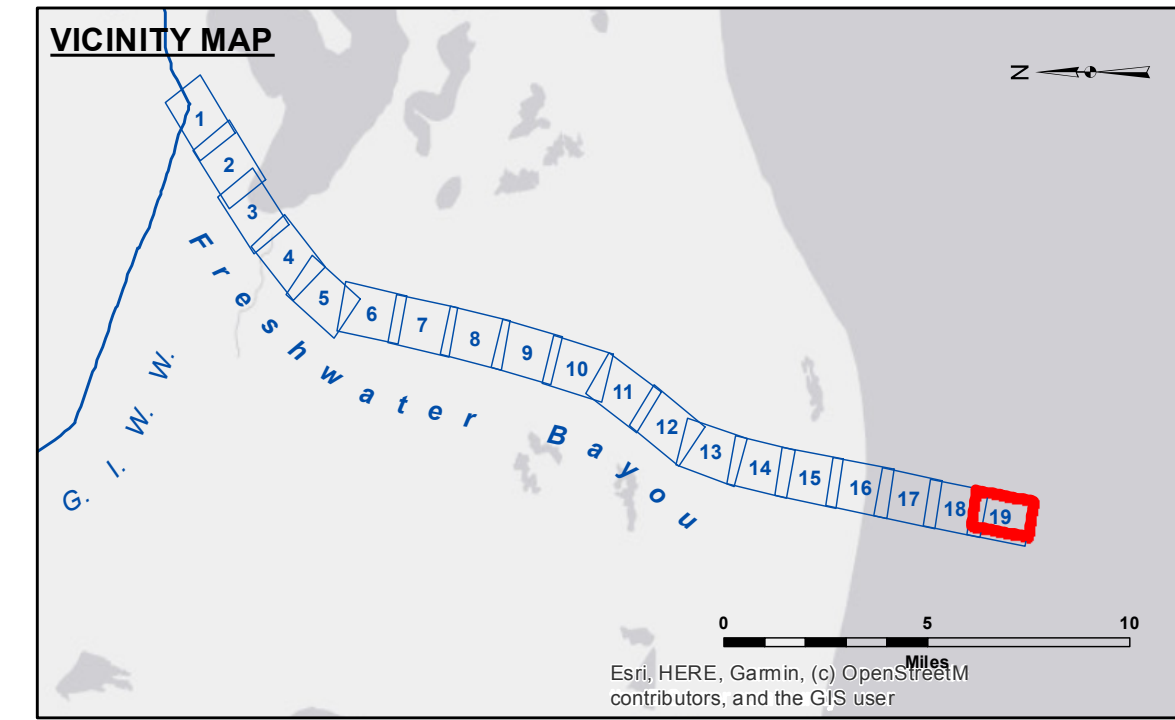 VICINITY MAP
N
1
2
3
4
5
6
7
8
9
10
11
12
13
14
15
16
17
18
19
Freshwater Bayou
G. I. W. W.
0 5 10
Miles
Esri, HERE, Garmin, (c) OpenStreetM
contributors, and the GIS user